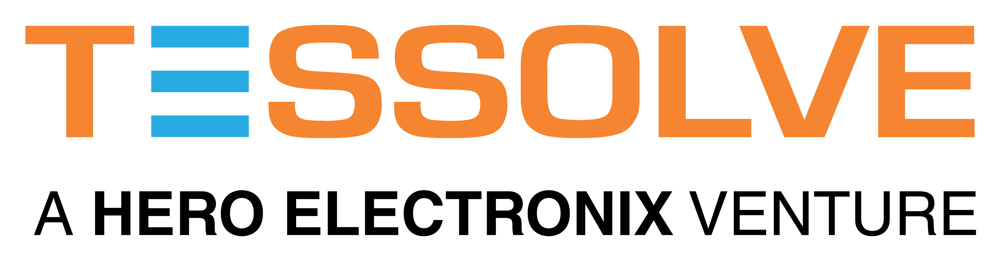 TESSOLVE
A HERO ELECTRONIX VENTURE